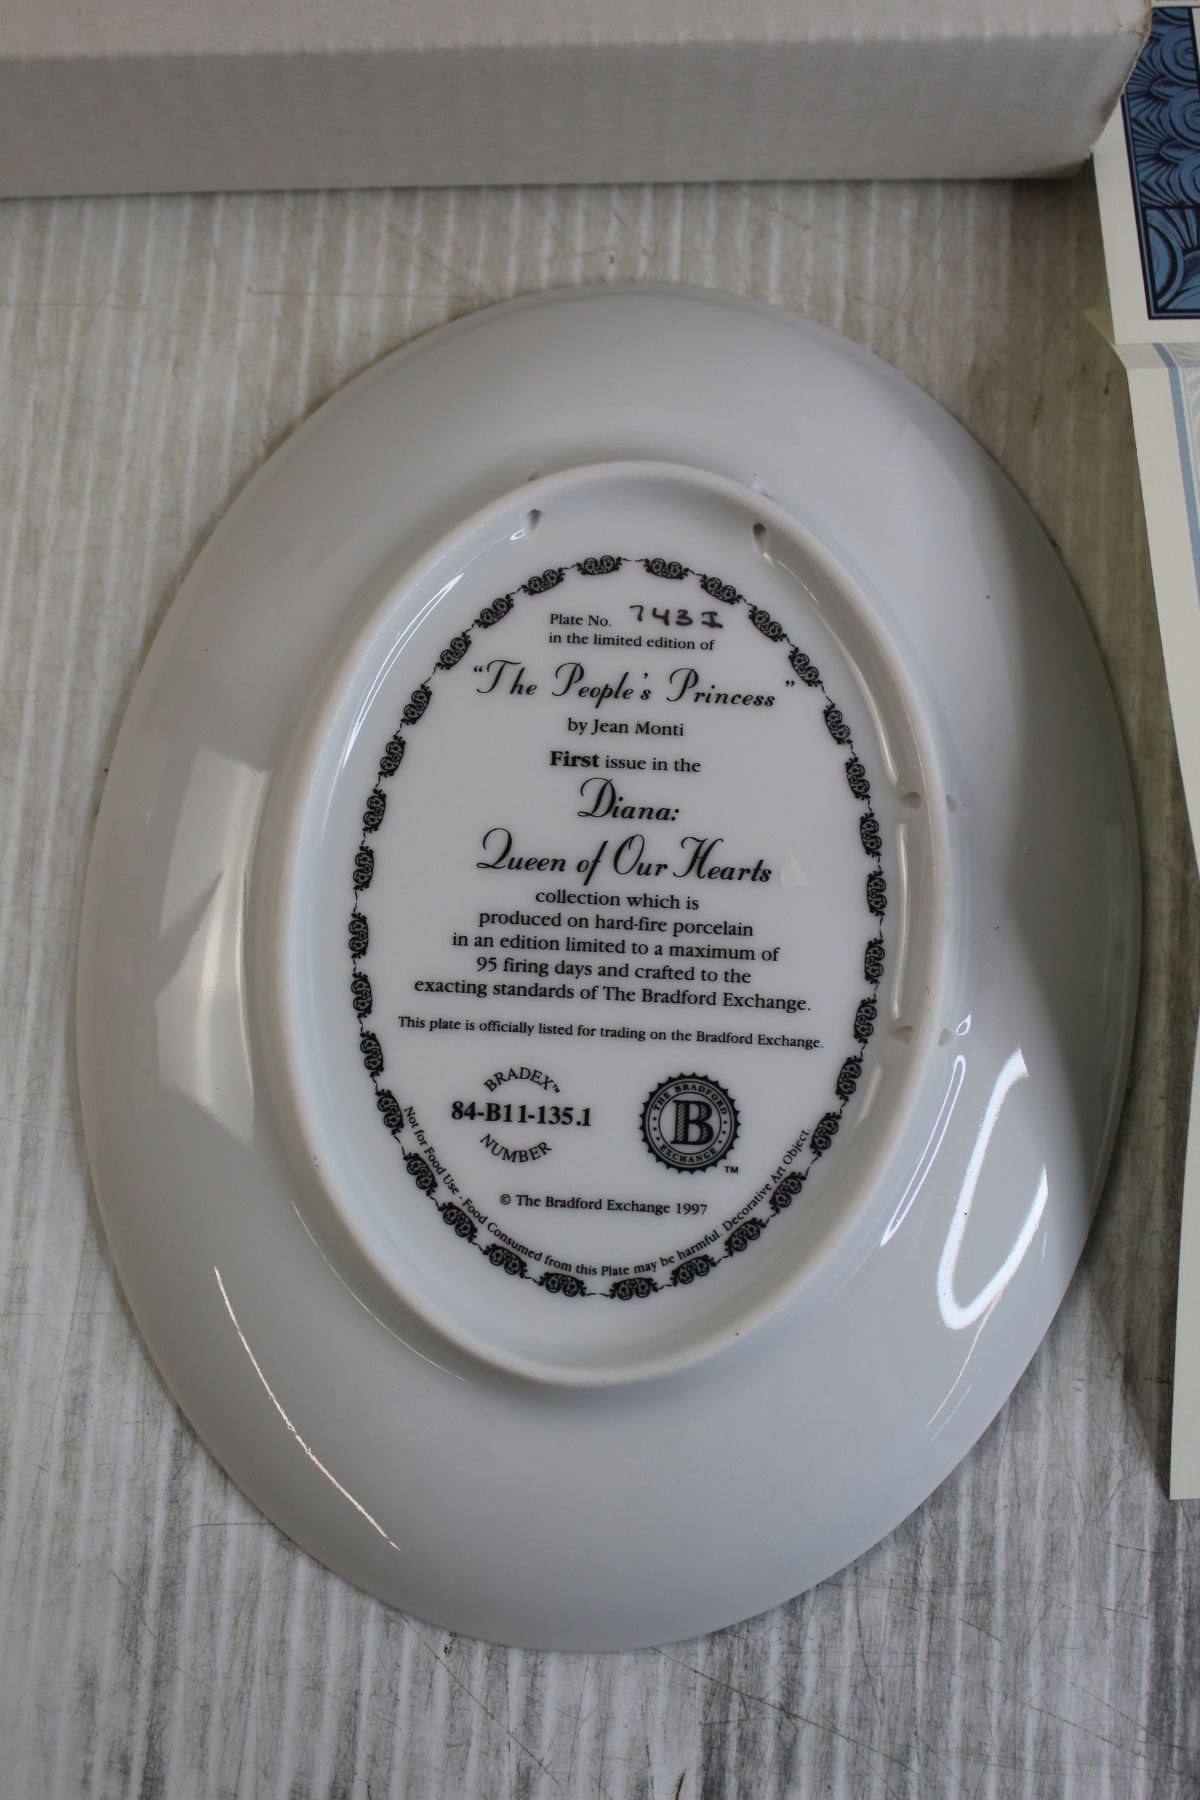 Plate No. 743 I
in the limited edition of
“The People's Princess”
by Jean Monti
First issue in the
Diana:
Queen of Our Hearts
collection which is
produced on hard-fire porcelain
in an edition limited to a maximum of
95 firing days and crafted to the
exacting standards of The Bradford Exchange.
This plate is officially listed for trading on the Bradford Exchange.
BRADEX™
84-B11-135.1
NUMBER
THE BRADFORD
B
EXCHANGE
™
© The Bradford Exchange 1997
Not for Food Use - Food Consumed from this Plate may be harmful. Decorative Art Object.